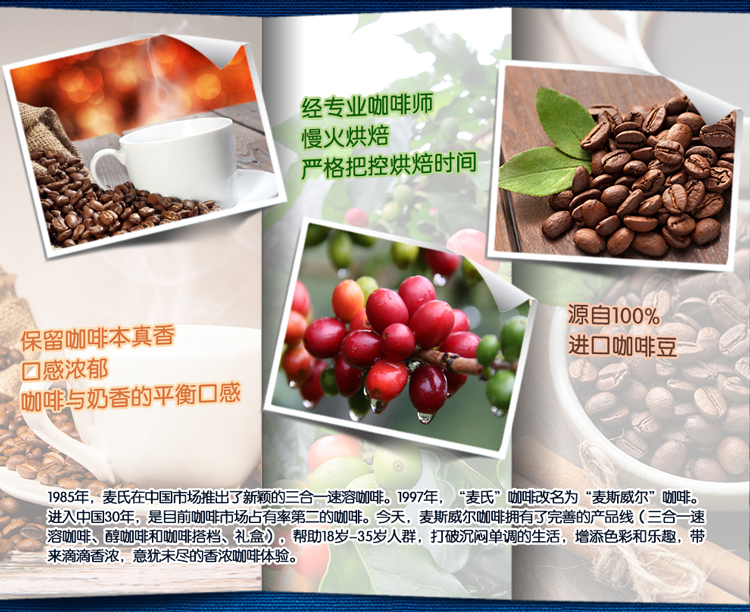 经专业咖啡师
慢火烘焙
严格把控烘焙时间
源自100%
进口咖啡豆
保留咖啡本真香
口感浓郁
咖啡与奶香的平衡口感
1985年，麦氏在中国市场推出了新颖的三合一速溶咖啡。1997年，“麦氏”咖啡改名为“麦斯威尔”咖啡。
进入中国30年，是目前咖啡市场占有率第二的咖啡。今天，麦斯威尔咖啡拥有了完善的产品线（三合一速
溶咖啡、醇咖啡和咖啡搭档、礼盒），帮助18岁-35岁人群，打破沉闷单调的生活，增添色彩和乐趣，带
来滴滴香浓，意犹未尽的香浓咖啡体验。